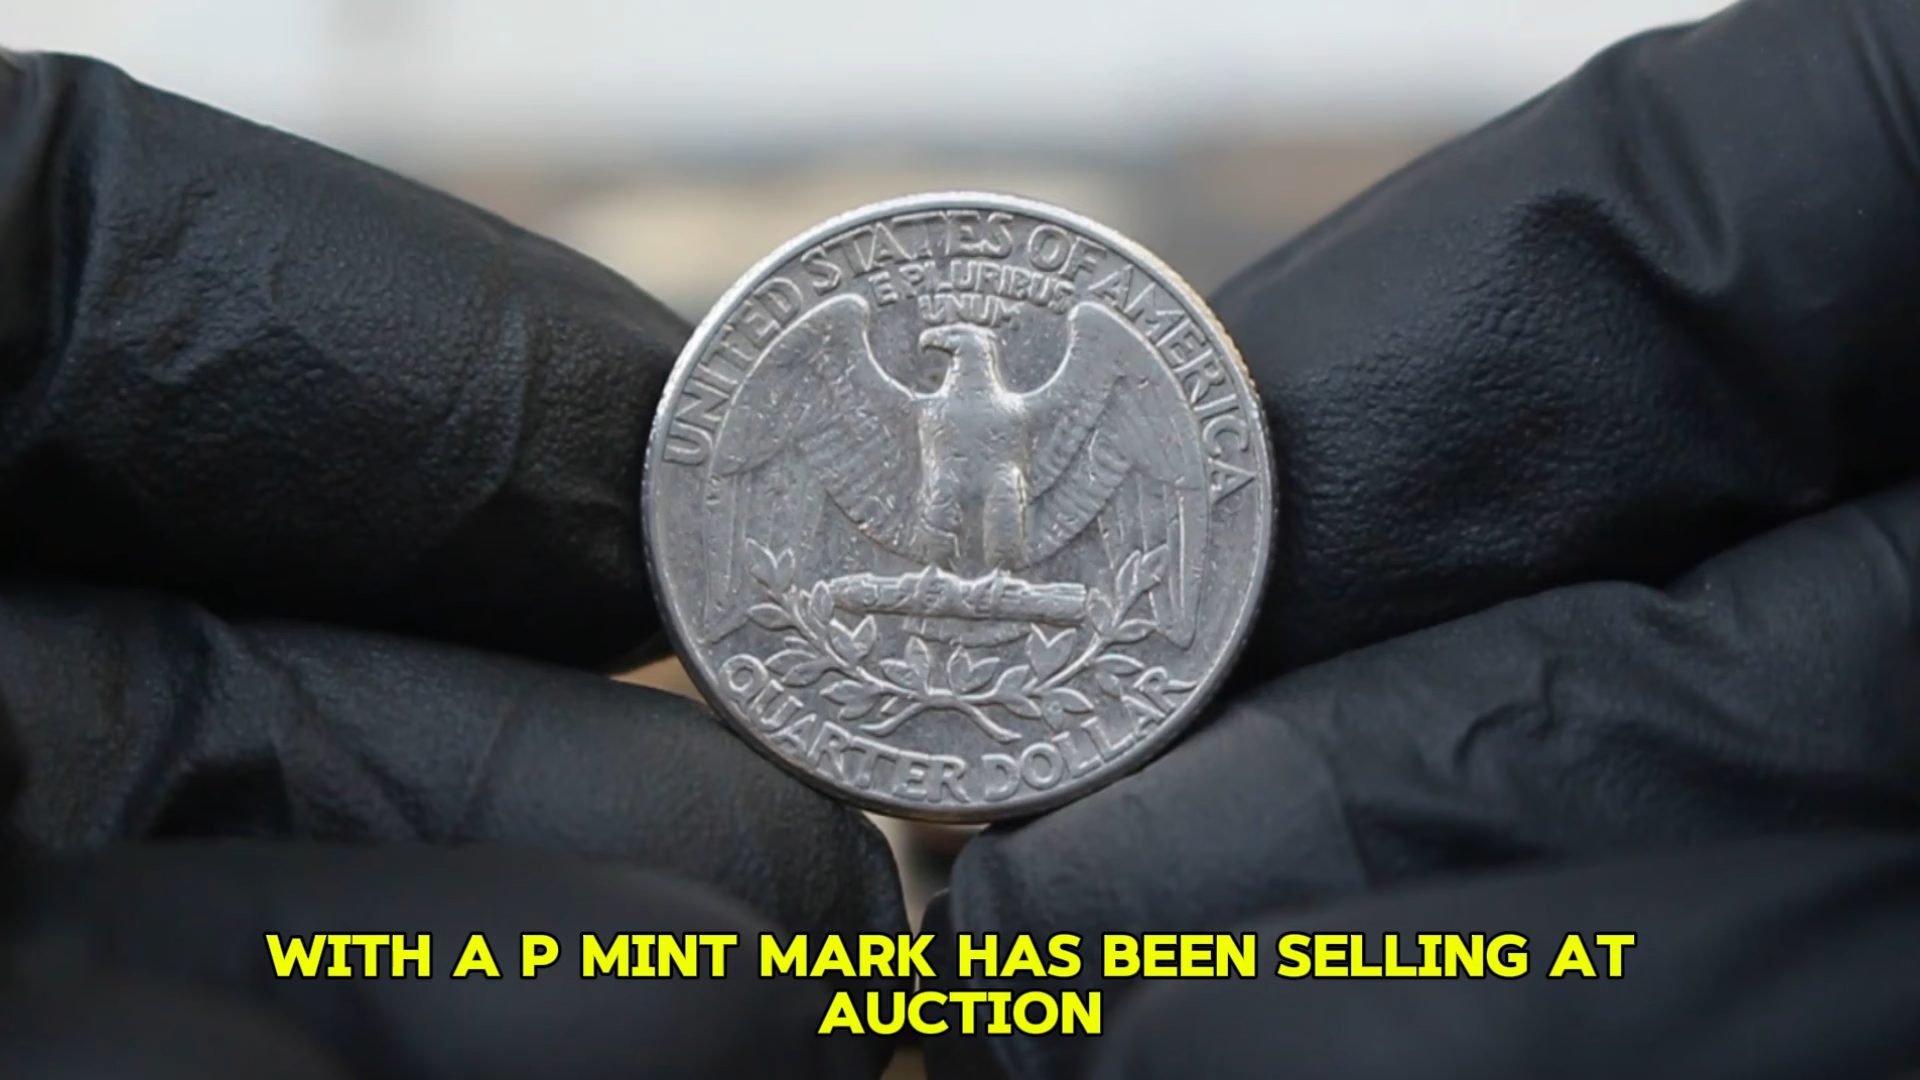 UNITED STATES OF AMERICA
E PLURIBUS
UNUM
QUARTER DOLLAR
WITH A P MINT MARK HAS BEEN SELLING AT
AUCTION